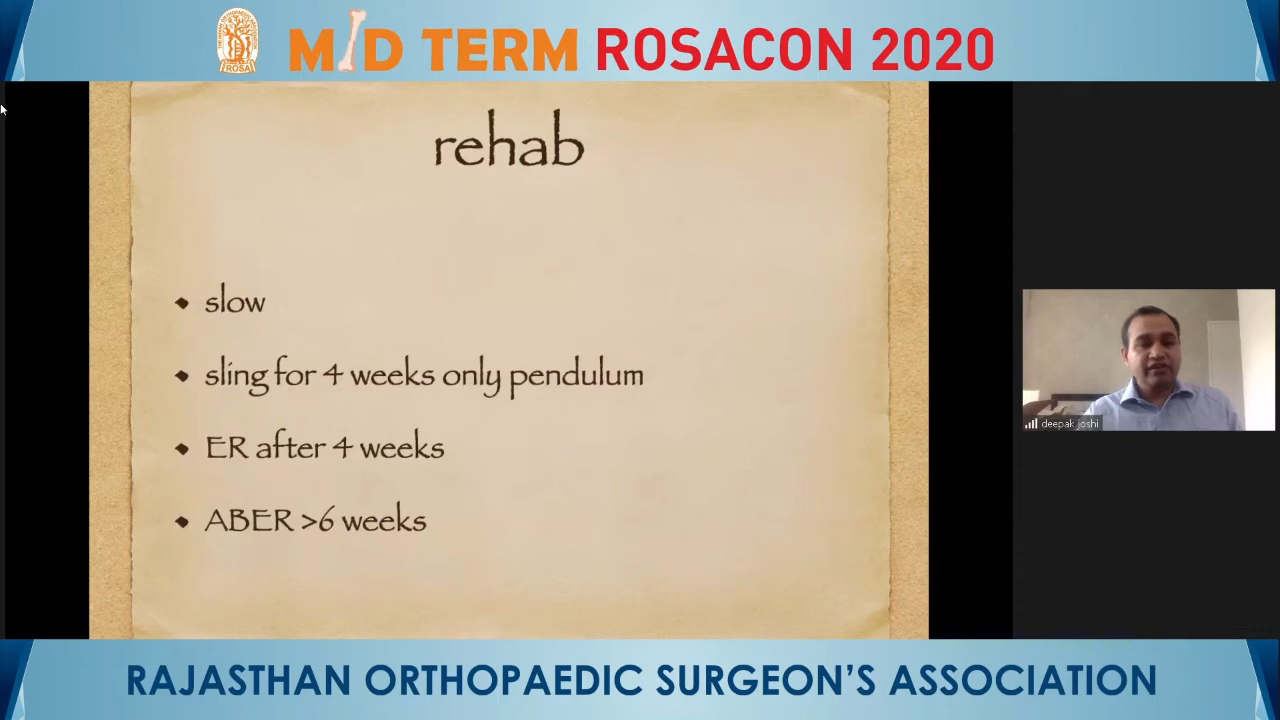 ROSA
MID TERM ROSACON 2020
rehab
slow
sling for 4 weeks only pendulum
ER after 4 weeks
ABER >6 weeks
deepak joshi
RAJASTHAN ORTHOPAEDIC SURGEON'S ASSOCIATION